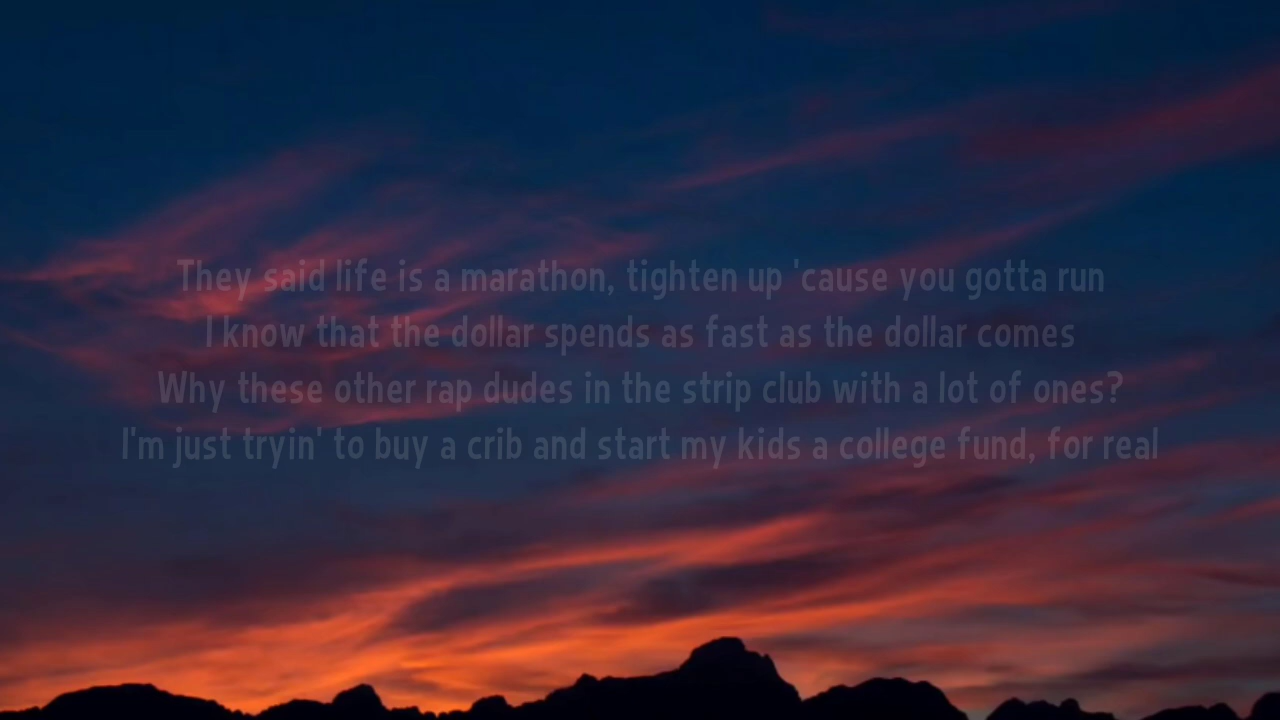 They said life is a marathon, tighten up 'cause you gotta run
I know that the dollar spends as fast as the dollar comes
Why these other rap dudes in the strip club with a lot of ones?
I'm just tryin' to buy a crib and start my kids a college fund, for real